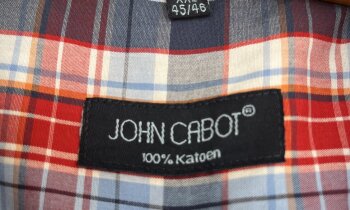 45/46
JOHN CABOT®
100% Katoen